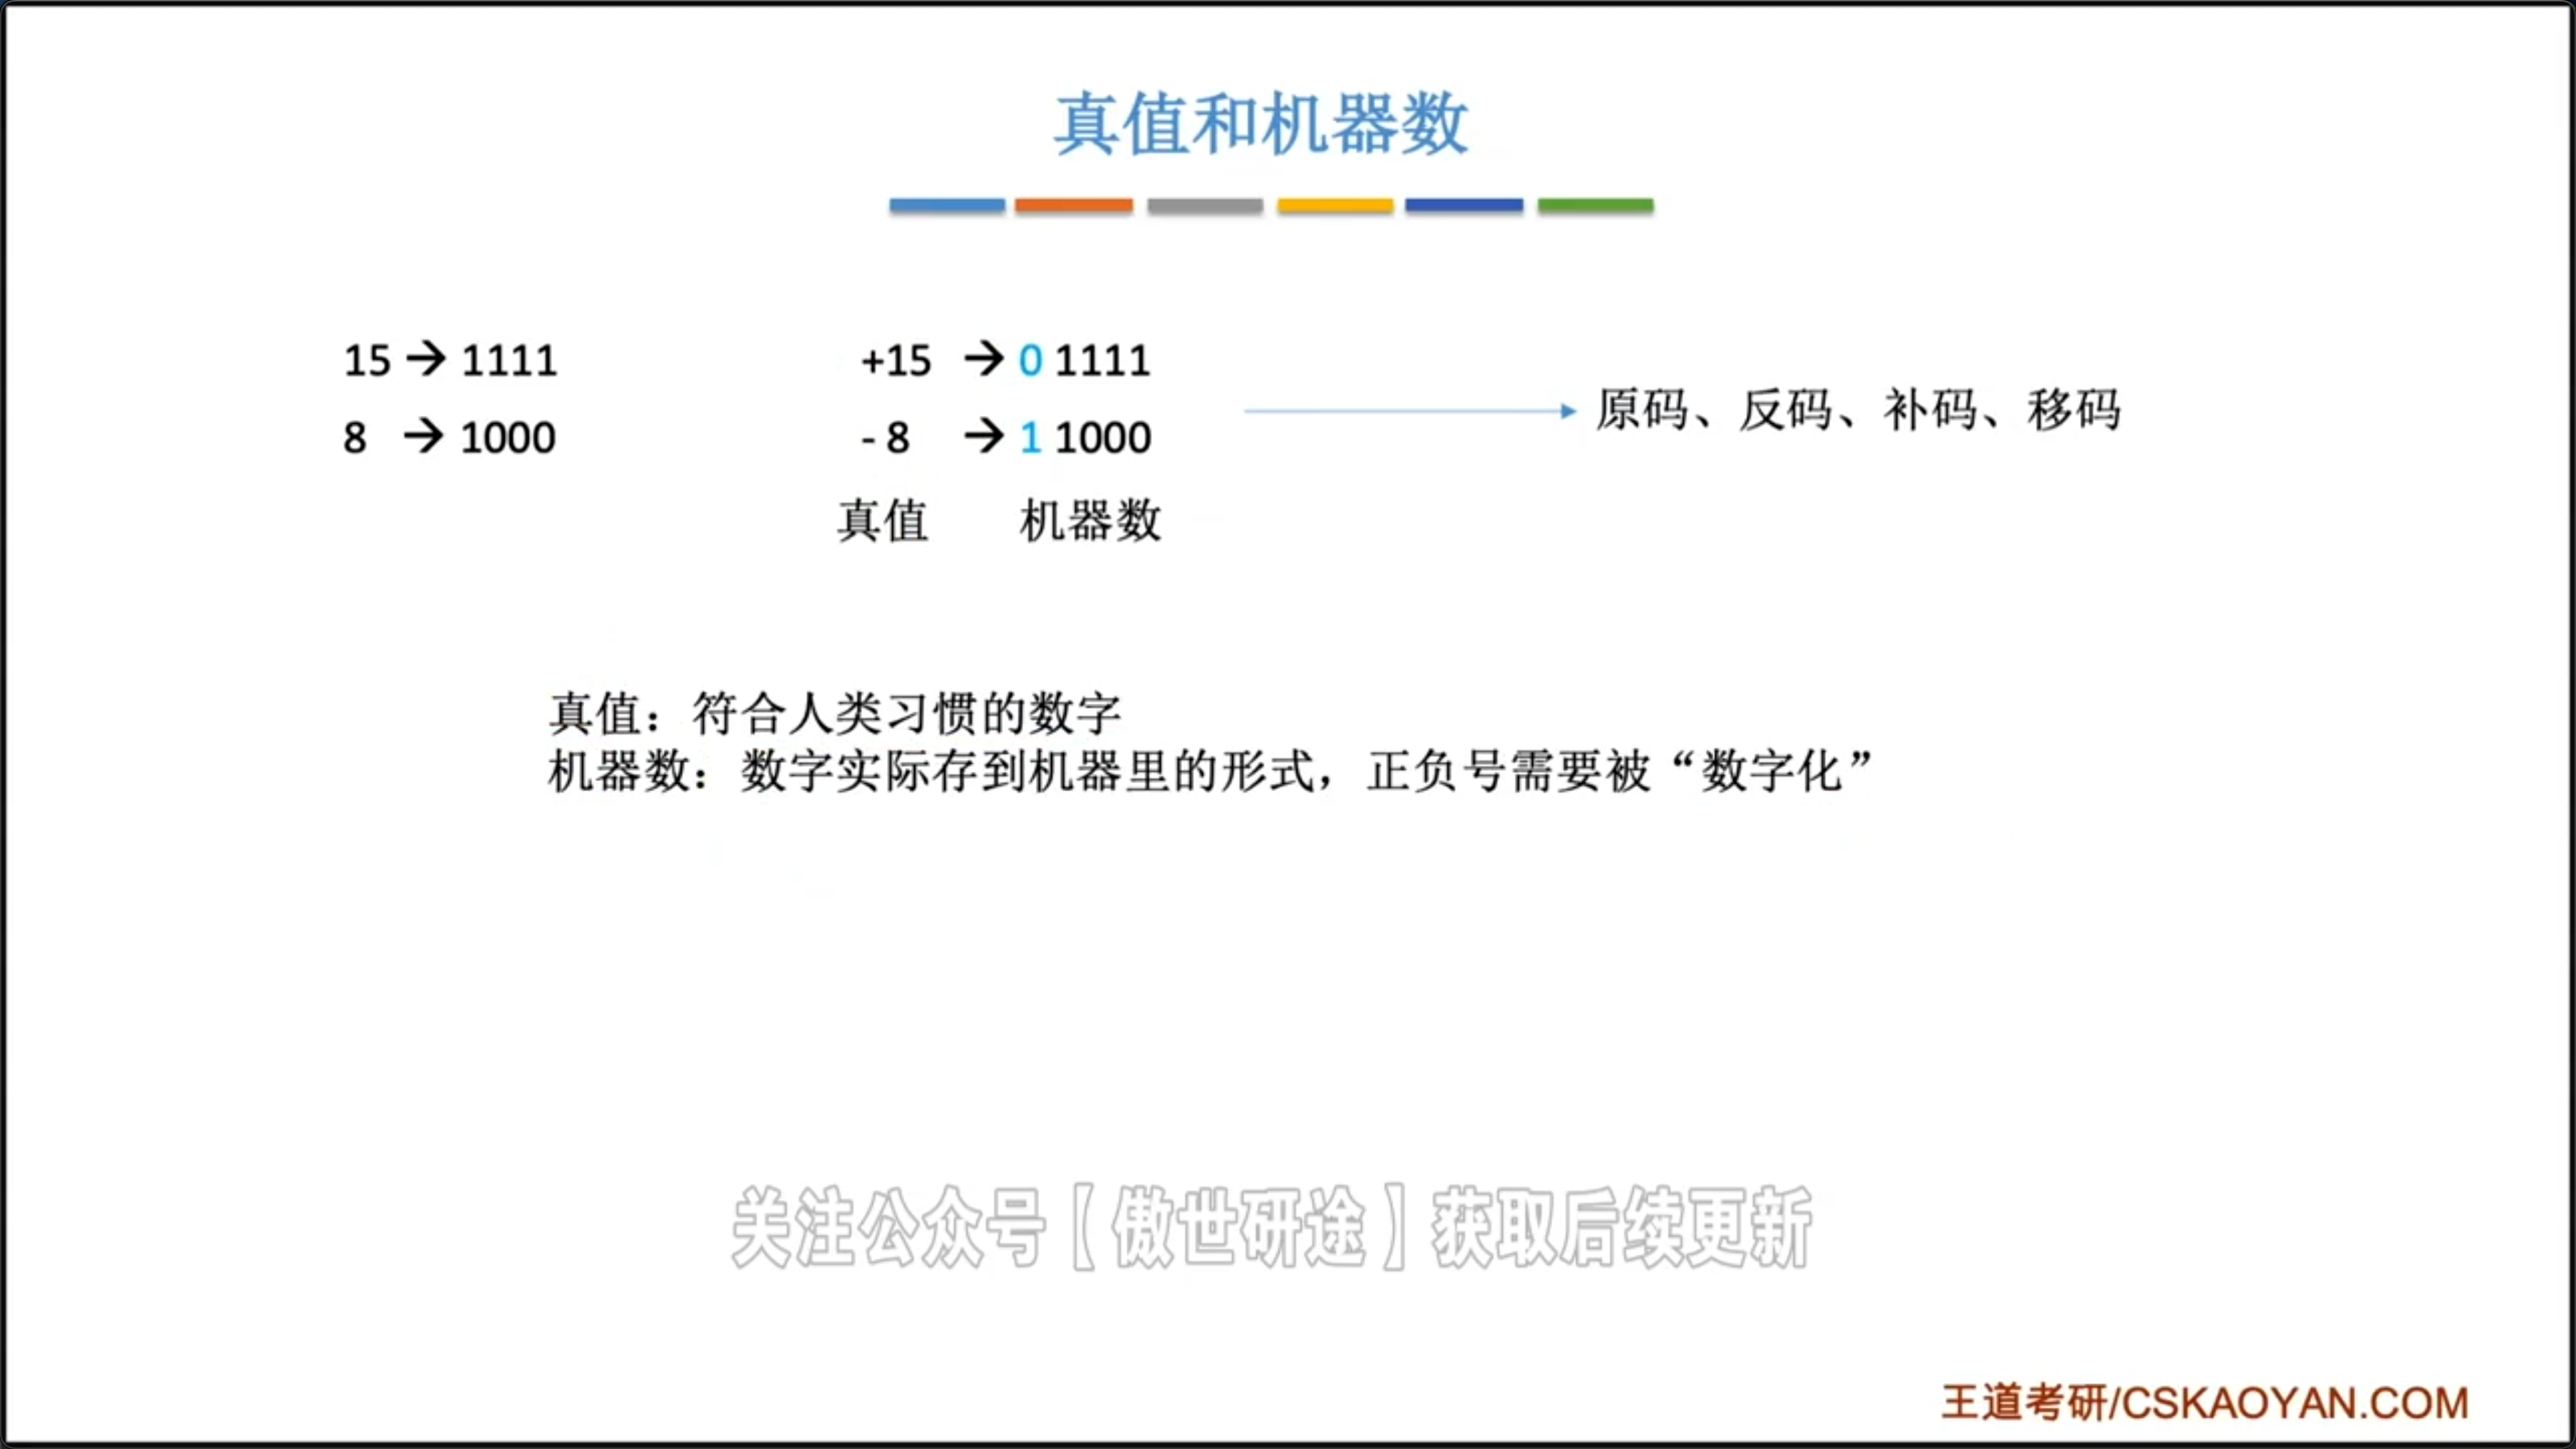 真值和机器数
15 → 1111
8 → 1000
+15 → 0 1111
- 8 → 1 1000
真值 机器数
原码、反码、补码、移码
真值：符合人类习惯的数字
机器数：数字实际存到机器里的形式，正负号需要被“数字化”
关注公众号【傲世研途】获取后续更新
王道考研/CSKAOYAN.COM